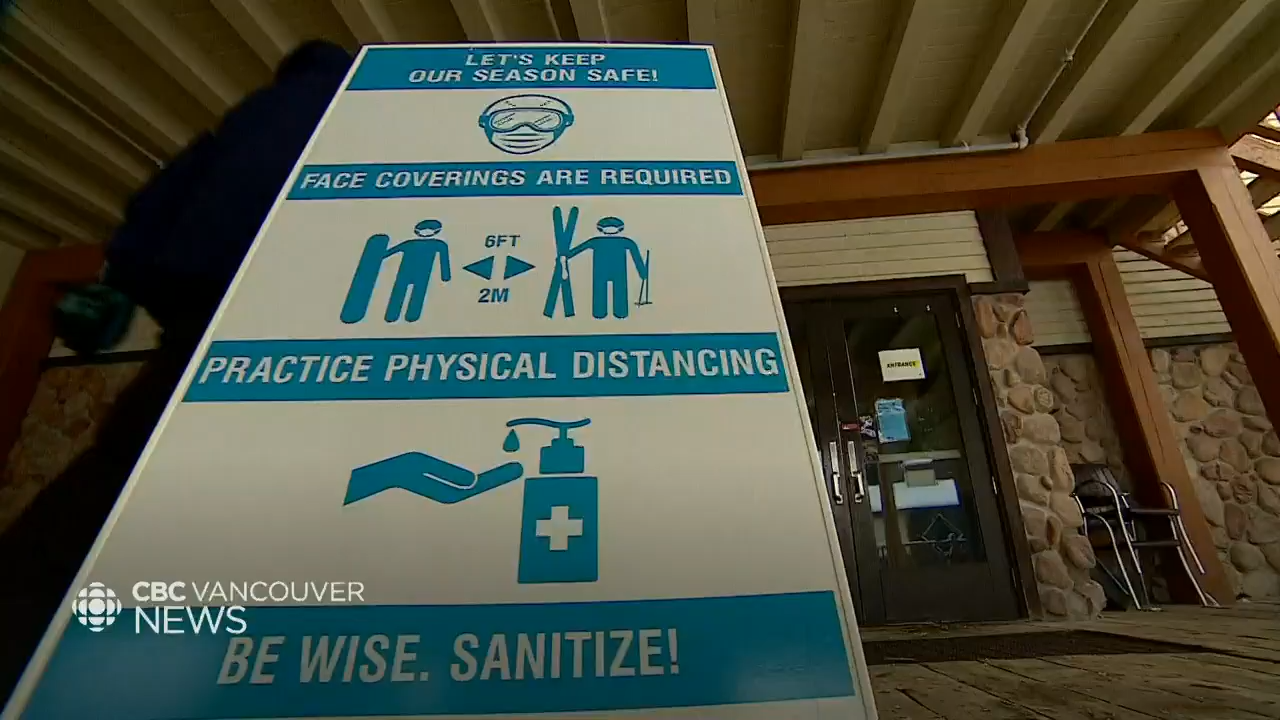 LET'S KEEP
OUR SEASON SAFE!
FACE COVERINGS ARE REQUIRED
6FT
2M
PRACTICE PHYSICAL DISTANCING
BE WISE. SANITIZE!
ENTRANCE
CBC VANCOUVER
NEWS